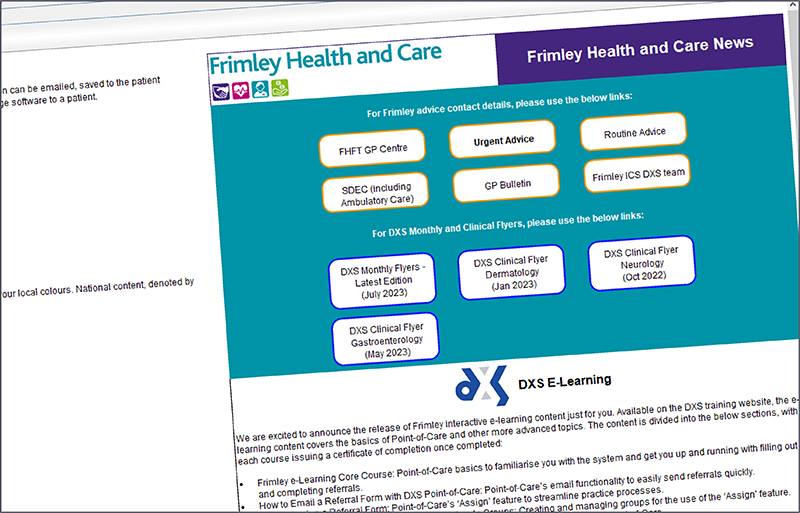 on can be emailed, saved to the patient
ge software to a patient.
our local colours. National content, denoted by
Frimley Health and Care
Frimley Health and Care News
For Frimley advice contact details, please use the below links:
FHFT GP Centre
Urgent Advice
Routine Advice
SDEC (including
Ambulatory Care)
GP Bulletin
Frimley ICS DXS team
For DXS Monthly and Clinical Flyers, please use the below links:
DXS Monthly Flyers -
Latest Edition
(July 2023)
DXS Clinical Flyer
Dermatology
(Jan 2023)
DXS Clinical Flyer
Neurology
(Oct 2022)
DXS Clinical Flyer
Gastroenterology
(May 2023)
dXS DXS E-Learning
We are excited to announce the release of Frimley interactive e-learning content just for you. Available on the DXS training website, the e-
learning content covers the basics of Point-of-Care and other more advanced topics. The content is divided into the below sections, with
each course issuing a certificate of completion once completed:
• Frimley e-Learning Core Course: Point-of-Care basics to familiarise you with the system and get you up and running with filling out
and completing referrals.
• How to Email a Referral Form with DXS Point-of-Care: Point-of-Care's email functionality to easily send referrals quickly.
a Referral Form: Point-of-Care's 'Assign' feature to streamline practice processes.
Groups: Creating and managing groups for the use of the 'Assign' feature.